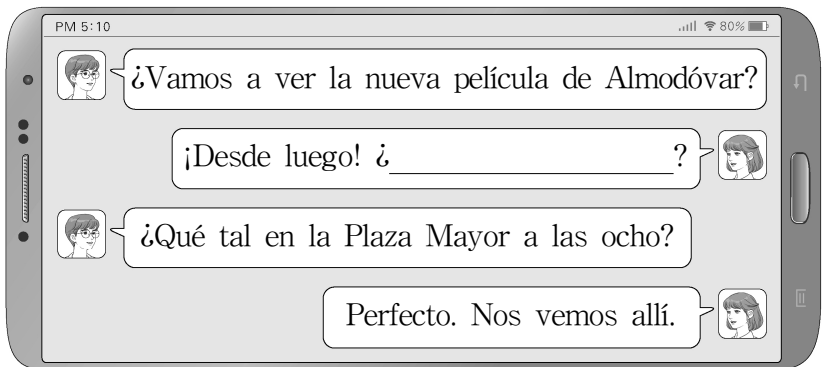 PM 5:10 80%
¿Vamos a ver la nueva película de Almodóvar?
¡Desde luego! ¿____________________?
¿Qué tal en la Plaza Mayor a las ocho?
Perfecto. Nos vemos allí.